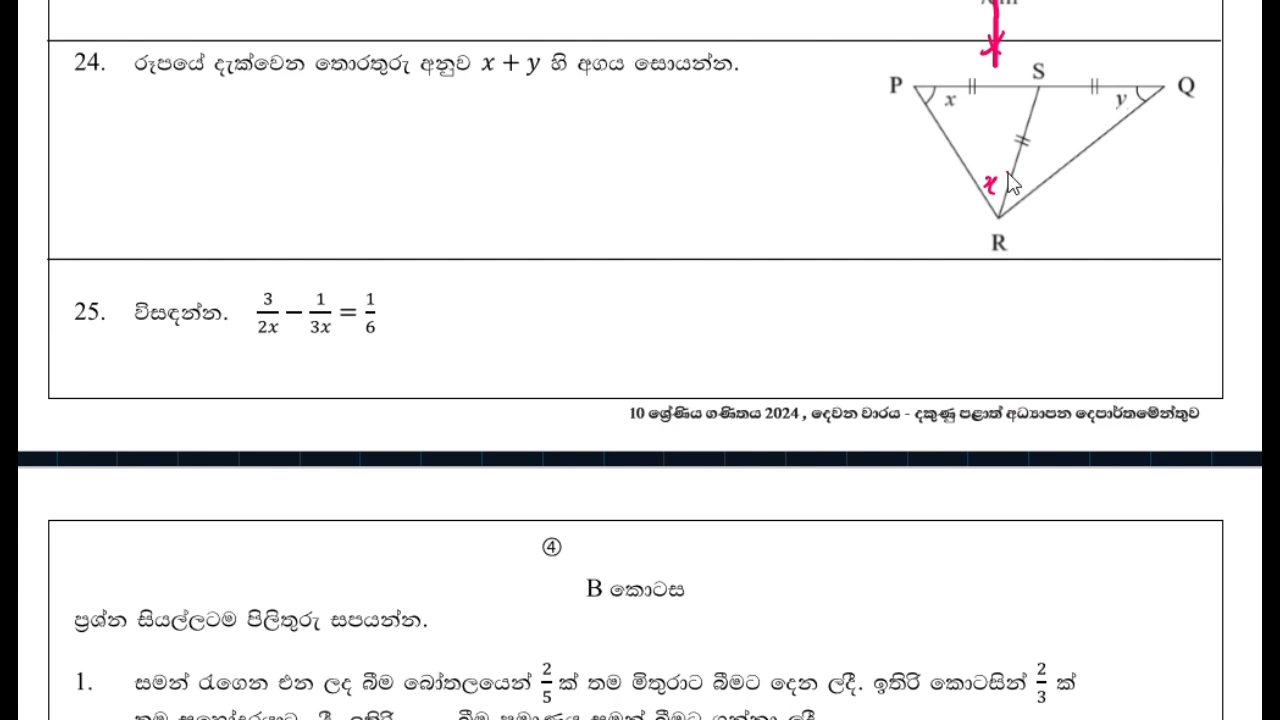 24. රූපයේ දැක්වෙන තොරතුරු අනුව x + y හි අගය සොයන්න.
P x S y Q
x
R
25. විසඳන්න. 3/2x − 1/3x = 1/6
10 ශ්‍රේණිය ගණිතය 2024 , දෙවන වාරය - දකුණු පළාත් අධ්‍යාපන දෙපාර්තමේන්තුව
④
B කොටස
ප්‍රශ්න සියල්ලටම පිලිතුරු සපයන්න.
1. සමන් රැගෙන එන ලද බීම බෝතලයෙන් 2/5 ක් තම මිතුරාට බීමට දෙන ලදී. ඉතිරි කොටසින් 2/3 ක්